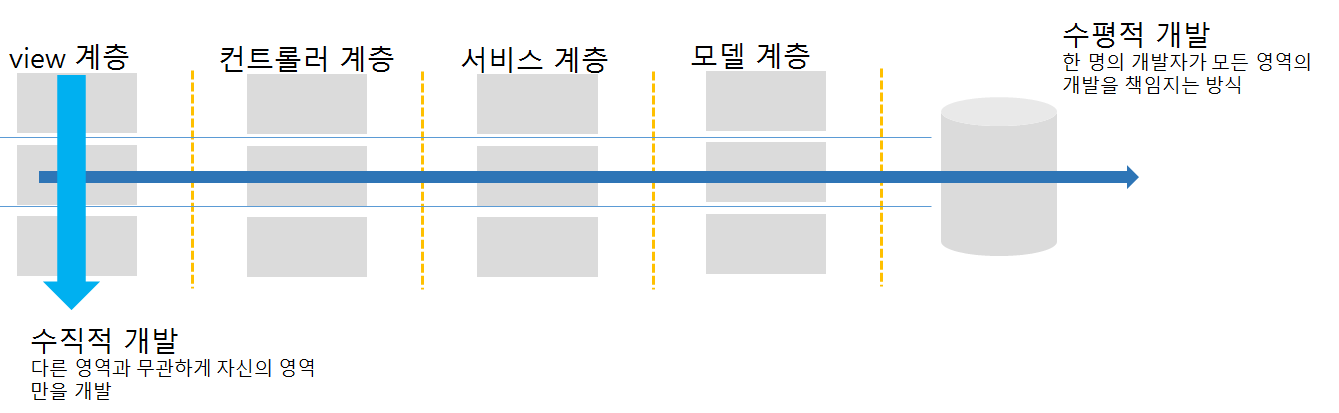 view 계층
컨트롤러 계층
서비스 계층
모델 계층
수평적 개발
한 명의 개발자가 모든 영역의
개발을 책임지는 방식
수직적 개발
다른 영역과 무관하게 자신의 영역
만을 개발